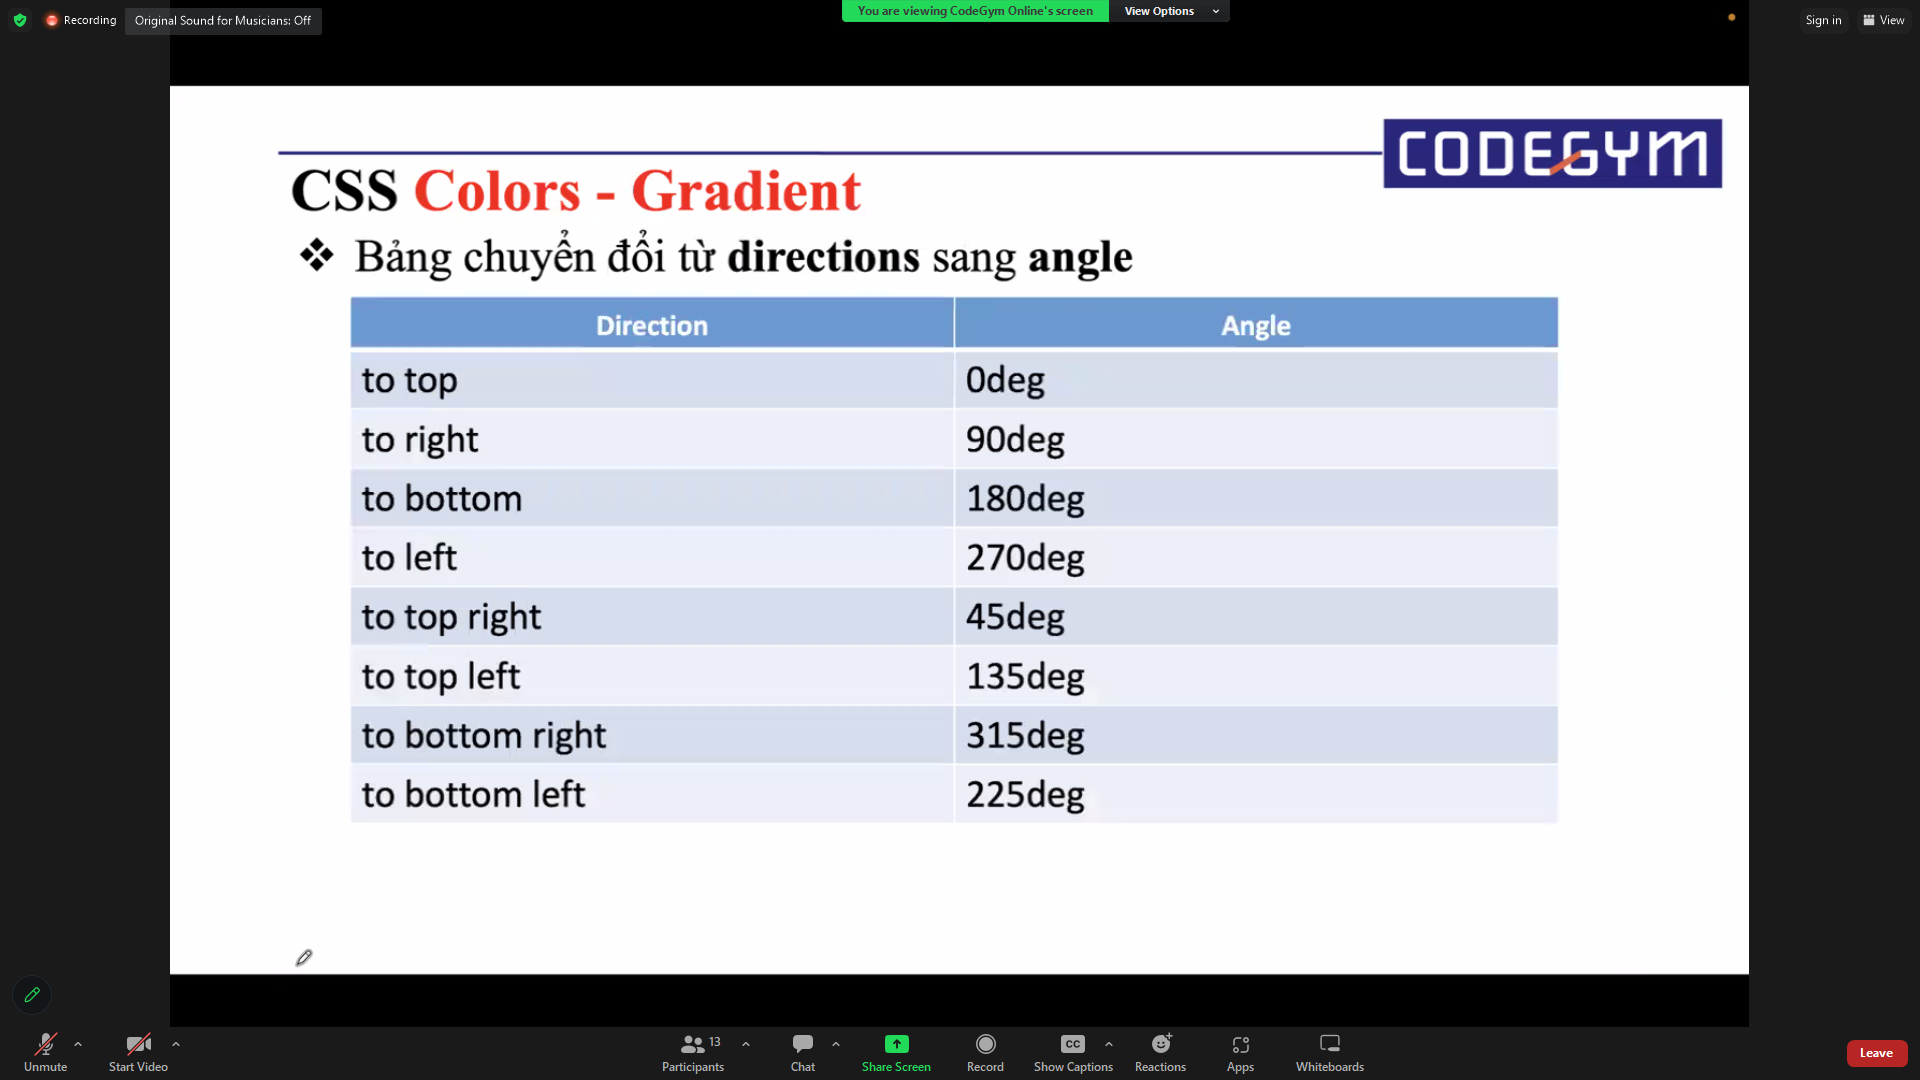 Recording
Original Sound for Musicians: Off
You are viewing CodeGym Online's screen
View Options
Sign in
View
CODEGYM
CSS Colors - Gradient
❖ Bảng chuyển đổi từ directions sang angle
Direction Angle
to top 0deg
to right 90deg
to bottom 180deg
to left 270deg
to top right 45deg
to top left 135deg
to bottom right 315deg
to bottom left 225deg
Unmute
Start Video
13
Participants
Chat
Share Screen
Record
CC
Show Captions
Reactions
Apps
Whiteboards
Leave